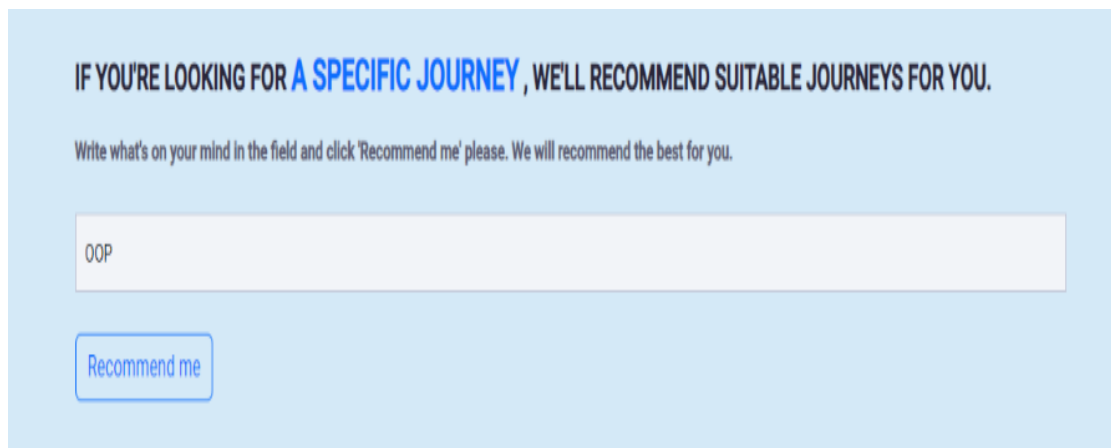 IF YOU'RE LOOKING FOR A SPECIFIC JOURNEY , WE'LL RECOMMEND SUITABLE JOURNEYS FOR YOU.
Write what's on your mind in the field and click 'Recommend me' please. We will recommend the best for you.
OOP
Recommend me